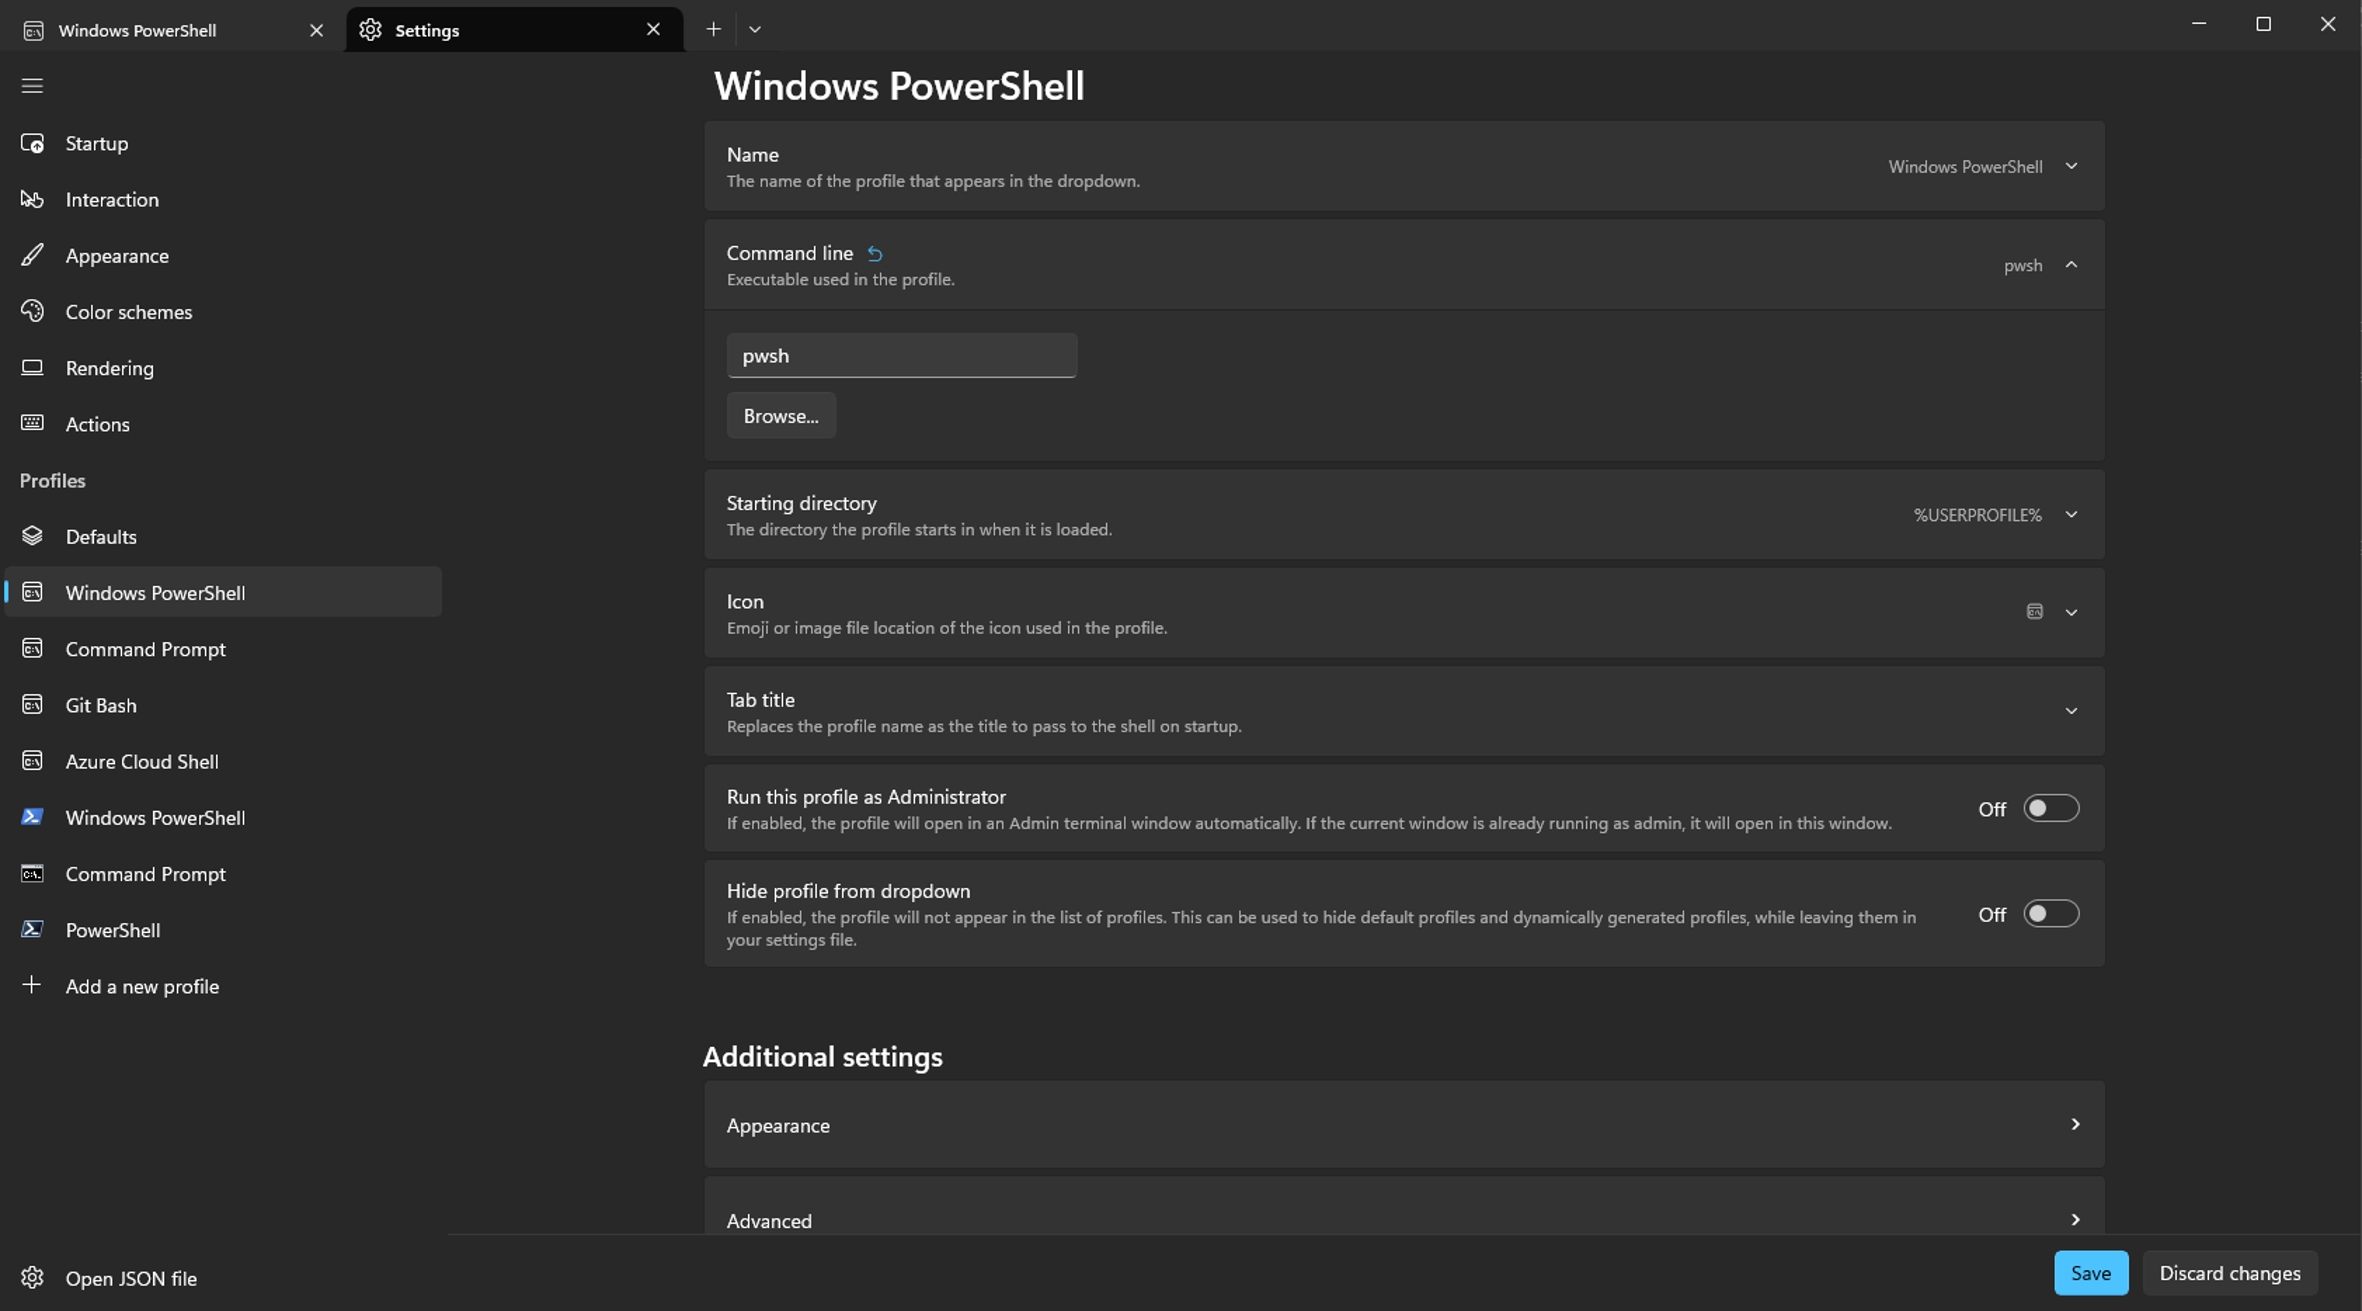 Windows PowerShell
Settings
Windows PowerShell
Startup
Interaction
Appearance
Color schemes
Rendering
Actions
Profiles
Defaults
Windows PowerShell
Command Prompt
Git Bash
Azure Cloud Shell
Windows PowerShell
Command Prompt
PowerShell
Add a new profile
Open JSON file
Name
The name of the profile that appears in the dropdown.
Windows PowerShell
Command line
Executable used in the profile.
pwsh
pwsh
Browse...
Starting directory
The directory the profile starts in when it is loaded.
%USERPROFILE%
Icon
Emoji or image file location of the icon used in the profile.
Tab title
Replaces the profile name as the title to pass to the shell on startup.
Run this profile as Administrator
If enabled, the profile will open in an Admin terminal window automatically. If the current window is already running as admin, it will open in this window.
Off
Hide profile from dropdown
If enabled, the profile will not appear in the list of profiles. This can be used to hide default profiles and dynamically generated profiles, while leaving them in
your settings file.
Off
Additional settings
Appearance
Advanced
Save
Discard changes